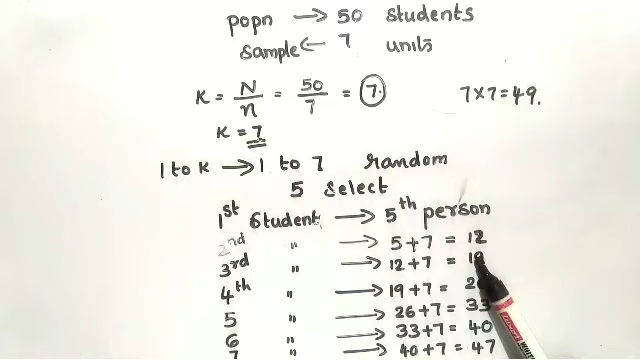 popn → 50 students
sample ← 7 units
K = N/n = 50/7 = 7. 7×7=49.
K = 7
1 to K → 1 to 7 random
5 select
1st Student → 5th person
2nd " → 5+7 = 12
3rd " → 12+7 =
4th " → 19+7 =
5 " → 26+7 = 33
6 " → 33+7 = 40
7 " → 40+7 = 47